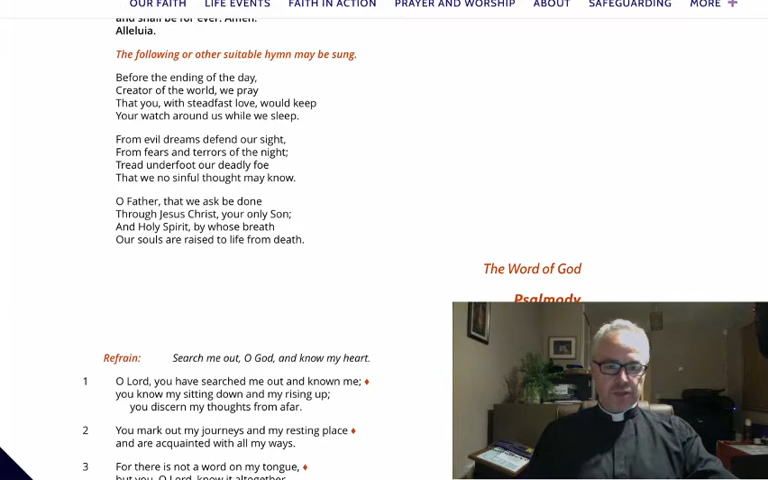 OUR FAITH LIFE EVENTS FAITH IN ACTION PRAYER AND WORSHIP ABOUT SAFEGUARDING MORE +
and shall be for ever. Amen.
Alleluia.
The following or other suitable hymn may be sung.
Before the ending of the day,
Creator of the world, we pray
That you, with steadfast love, would keep
Your watch around us while we sleep.
From evil dreams defend our sight,
From fears and terrors of the night;
Tread underfoot our deadly foe
That we no sinful thought may know.
O Father, that we ask be done
Through Jesus Christ, your only Son;
And Holy Spirit, by whose breath
Our souls are raised to life from death.
The Word of God
Psalmody
Refrain: Search me out, O God, and know my heart.
1 O Lord, you have searched me out and known me; ♦
you know my sitting down and my rising up;
you discern my thoughts from afar.
2 You mark out my journeys and my resting place ♦
and are acquainted with all my ways.
3 For there is not a word on my tongue, ♦
but you, O Lord, know it altogether.